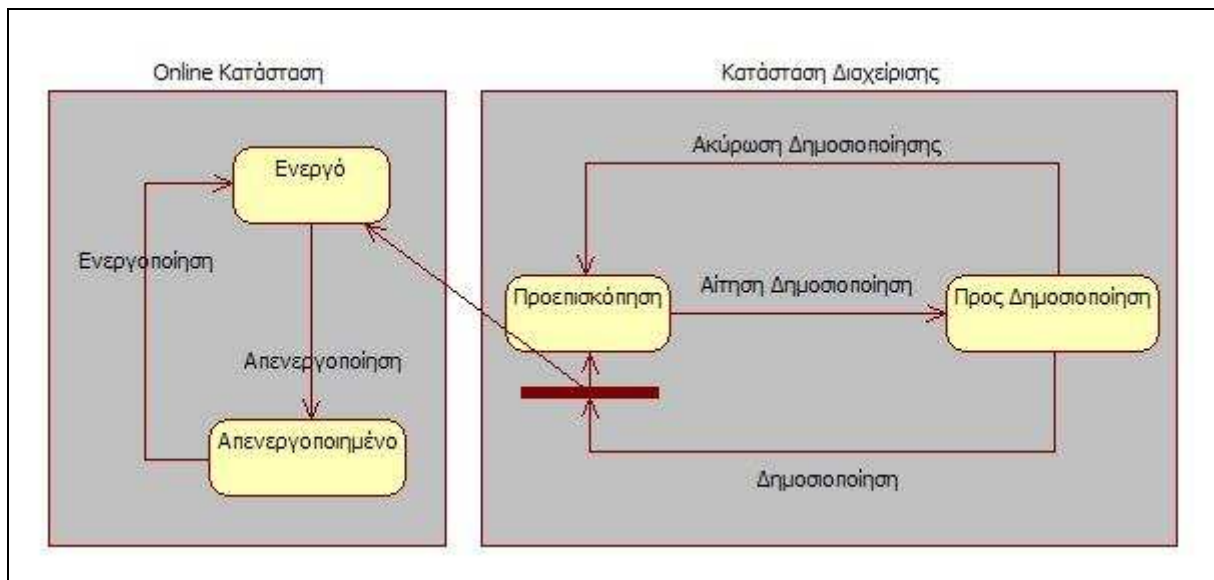 Online Κατάσταση
Ενεργό
Ενεργοποίηση
Απενεργοποίηση
Απενεργοποιημένο
Κατάσταση Διαχείρισης
Ακύρωση Δημοσιοποίησης
Προεπισκόπηση
Αίτηση Δημοσιοποίηση
Προς Δημοσιοποίηση
Δημοσιοποίηση